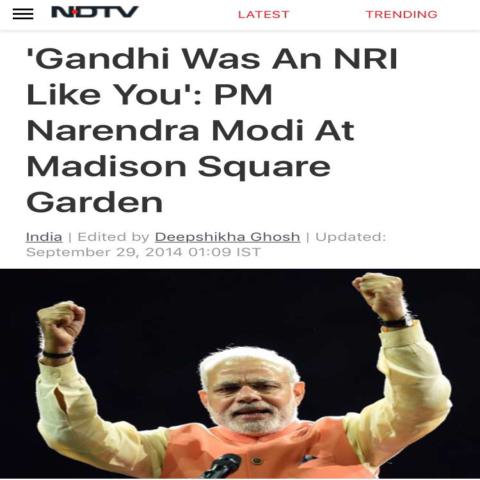 NDTV
LATEST
TRENDING
'Gandhi Was An NRI
Like You': PM
Narendra Modi At
Madison Square
Garden
India | Edited by Deepshikha Ghosh | Updated:
September 29, 2014 01:09 IST